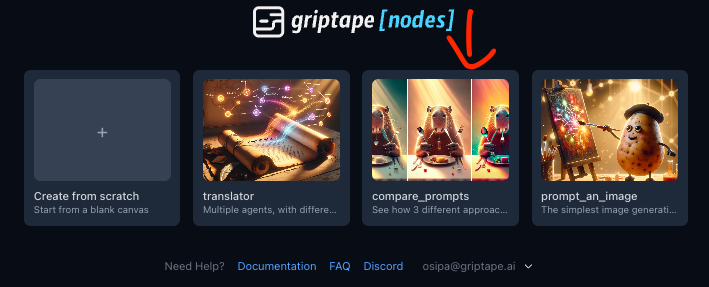 griptape [nodes]
+
Create from scratch
Start from a blank canvas
translator
Multiple agents, with differe...
compare_prompts
See how 3 different approac...
prompt_an_image
The simplest image generati...
Need Help? Documentation FAQ Discord osipa@griptape.ai